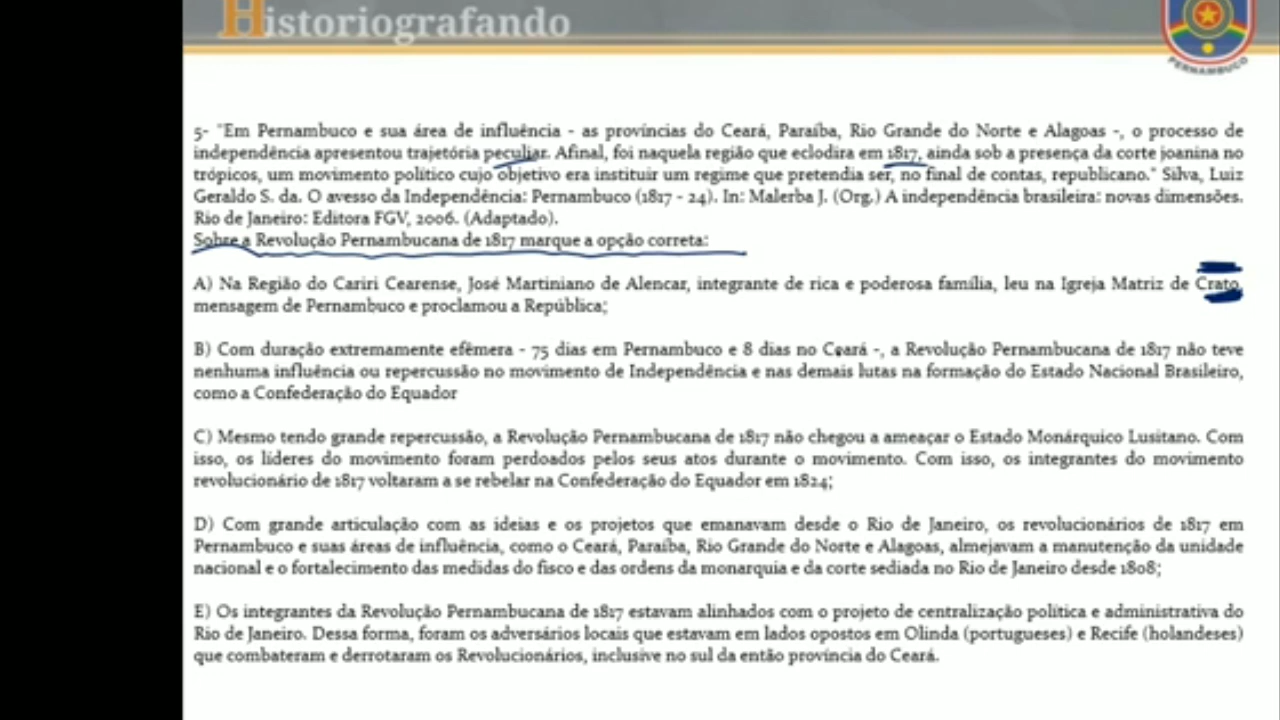 Historiografando
PERNAMBUCO
5- "Em Pernambuco e sua área de influência - as províncias do Ceará, Paraíba, Rio Grande do Norte e Alagoas -, o processo de
independência apresentou trajetória peculiar. Afinal, foi naquela região que eclodira em 1817, ainda sob a presença da corte joanina no
trópicos, um movimento político cujo objetivo era instituir um regime que pretendia ser, no final de contas, republicano." Silva, Luiz
Geraldo S. da. O avesso da Independência: Pernambuco (1817 - 24). In: Malerba J. (Org.) A independência brasileira: novas dimensões.
Rio de Janeiro: Editora FGV, 2006. (Adaptado).
Sobre a Revolução Pernambucana de 1817 marque a opção correta:
A) Na Região do Cariri Cearense, José Martiniano de Alencar, integrante de rica e poderosa família, leu na Igreja Matriz de Crato,
mensagem de Pernambuco e proclamou a República;
B) Com duração extremamente efêmera - 75 dias em Pernambuco e 8 dias no Ceará -, a Revolução Pernambucana de 1817 não teve
nenhuma influência ou repercussão no movimento de Independência e nas demais lutas na formação do Estado Nacional Brasileiro,
como a Confederação do Equador
C) Mesmo tendo grande repercussão, a Revolução Pernambucana de 1817 não chegou a ameaçar o Estado Monárquico Lusitano. Com
isso, os líderes do movimento foram perdoados pelos seus atos durante o movimento. Com isso, os integrantes do movimento
revolucionário de 1817 voltaram a se rebelar na Confederação do Equador em 1824;
D) Com grande articulação com as ideias e os projetos que emanavam desde o Rio de Janeiro, os revolucionários de 1817 em
Pernambuco e suas áreas de influência, como o Ceará, Paraíba, Rio Grande do Norte e Alagoas, almejavam a manutenção da unidade
nacional e o fortalecimento das medidas do fisco e das ordens da monarquia e da corte sediada no Rio de Janeiro desde 1808;
E) Os integrantes da Revolução Pernambucana de 1817 estavam alinhados com o projeto de centralização política e administrativa do
Rio de Janeiro. Dessa forma, foram os adversários locais que estavam em lados opostos em Olinda (portugueses) e Recife (holandeses)
que combateram e derrotaram os Revolucionários, inclusive no sul da então província do Ceará.